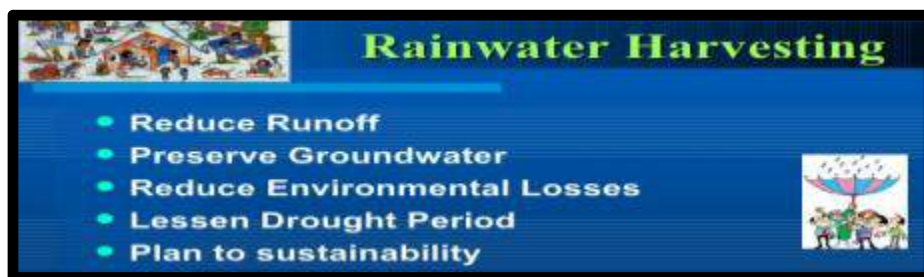 Rainwater Harvesting
Reduce Runoff
Preserve Groundwater
Reduce Environmental Losses
Lessen Drought Period
Plan to sustainability